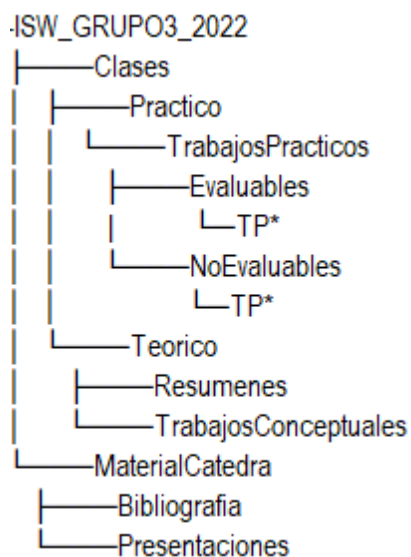 -ISW_GRUPO3_2022
Clases
Practico
TrabajosPracticos
Evaluables
TP*
NoEvaluables
TP*
Teorico
Resumenes
TrabajosConceptuales
MaterialCatedra
Bibliografia
Presentaciones